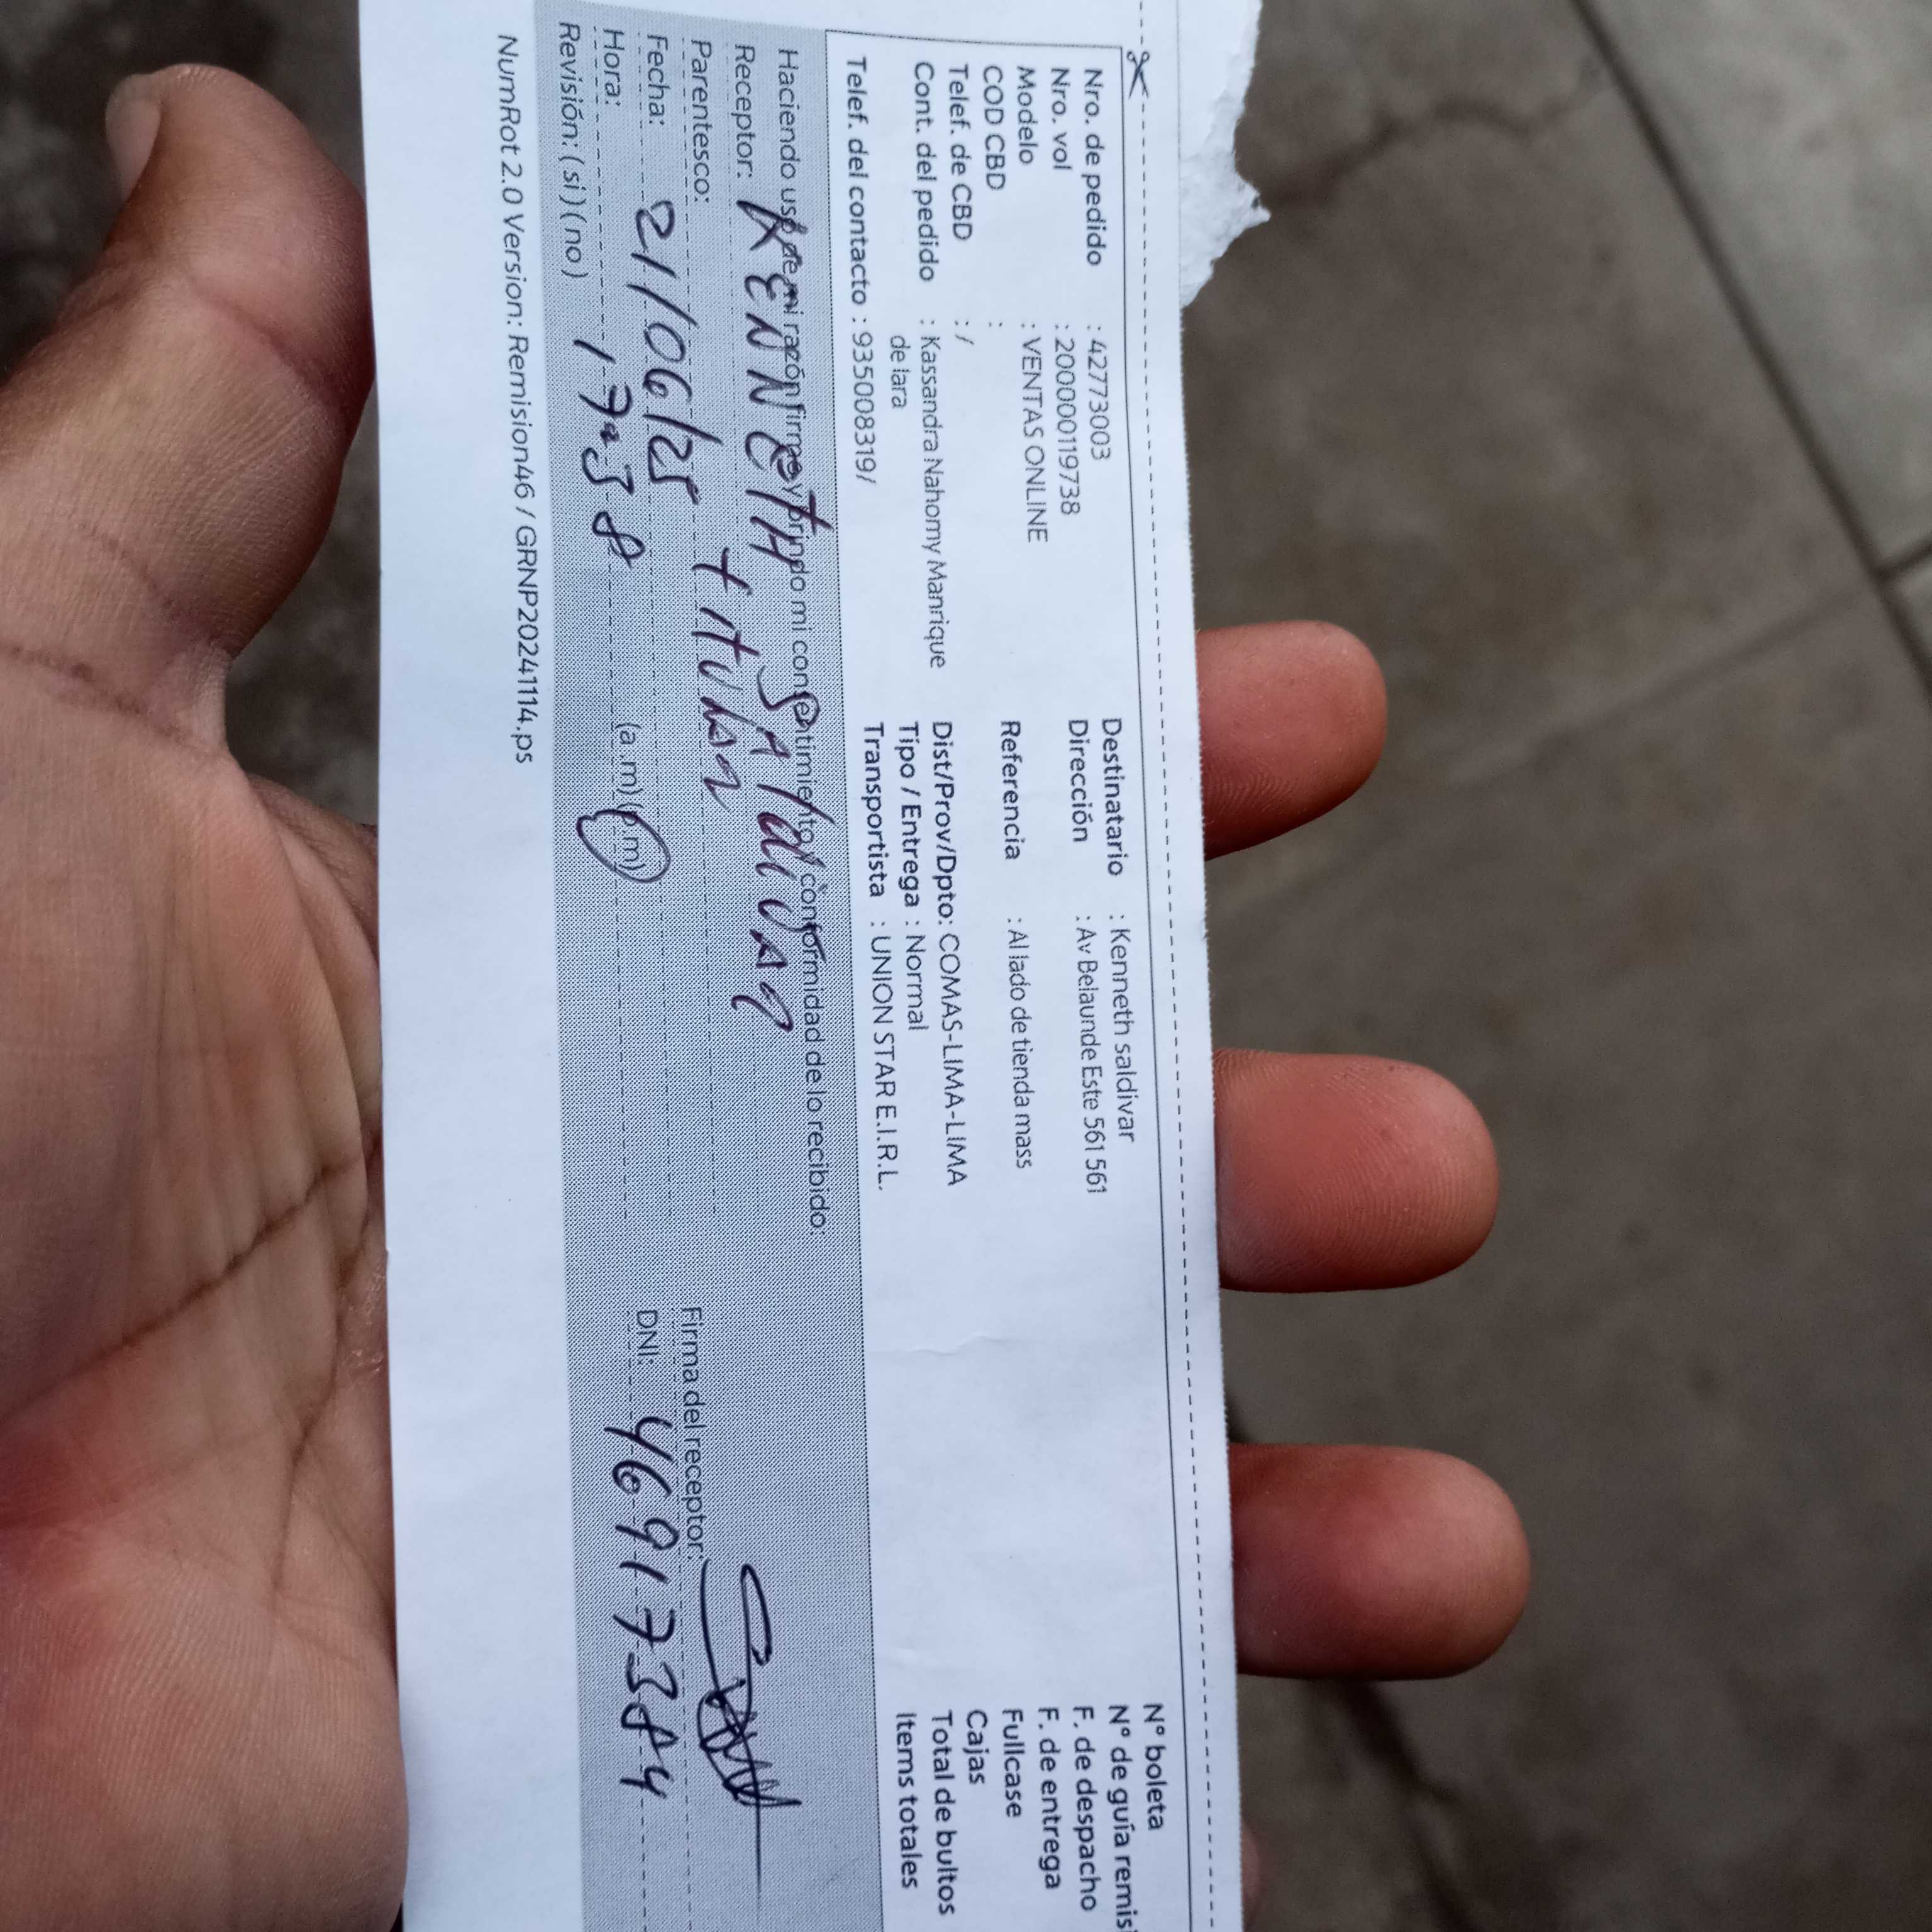 Nro. de pedido : 42773003
Nro. vol : 2000000119738
Modelo : VENTAS ONLINE
COD CBD :
Telef. de CBD : /
Cont. del pedido : Kassandra Nahomy Manrique
de lara
Telef. del contacto : 935008319/
Destinatario : Kenneth saldivar
Dirección : Av Belaunde Este 561 561
Referencia : Al lado de tienda mass
Dist/Prov/Dpto: COMAS-LIMA-LIMA
Tipo / Entrega : Normal
Transportista : UNION STAR E.I.R.L.
N° boleta
N° de guía remisi
F. de despacho
F. de entrega
Fullcase
Cajas
Total de bultos
Items totales
Haciendo uso de mi razón firmo y brindo mi consentimiento y conformidad de lo recibido:
Receptor: KENNETH SAldiVAR
Parentesco: titular
Fecha: 21/06/25
Hora: 17:38 (a.m) (p.m)
Revisión: ( si ) ( no )
Firma del receptor:
DNI: 46917384
NumRot 2.0 Version: Remision46 / GRNP20241114.ps